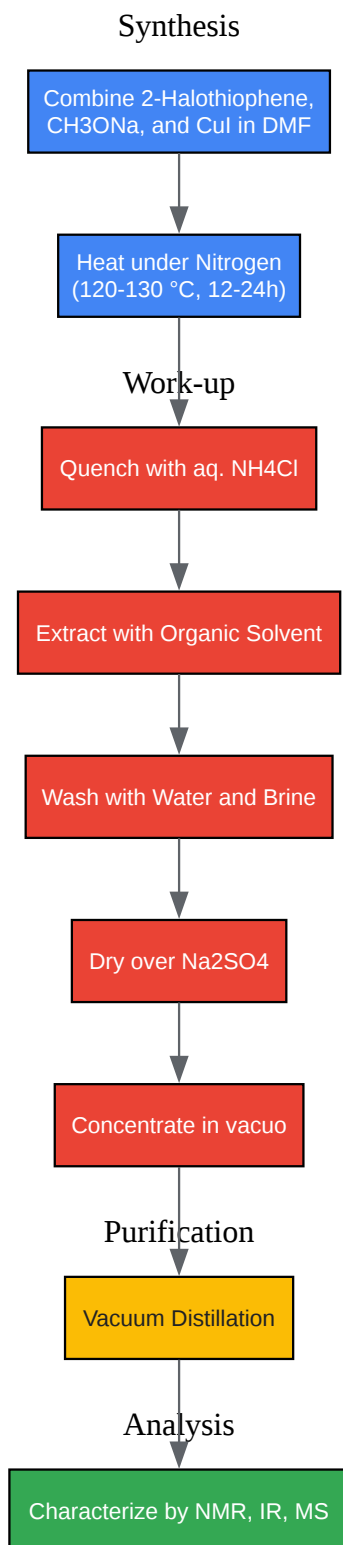 Synthesis
Combine 2-Halothiophene,
CH3ONa, and CuI in DMF
Heat under Nitrogen
(120-130 °C, 12-24h)
Work-up
Quench with aq. NH4Cl
Extract with Organic Solvent
Wash with Water and Brine
Dry over Na2SO4
Concentrate in vacuo
Purification
Vacuum Distillation
Analysis
Characterize by NMR, IR, MS